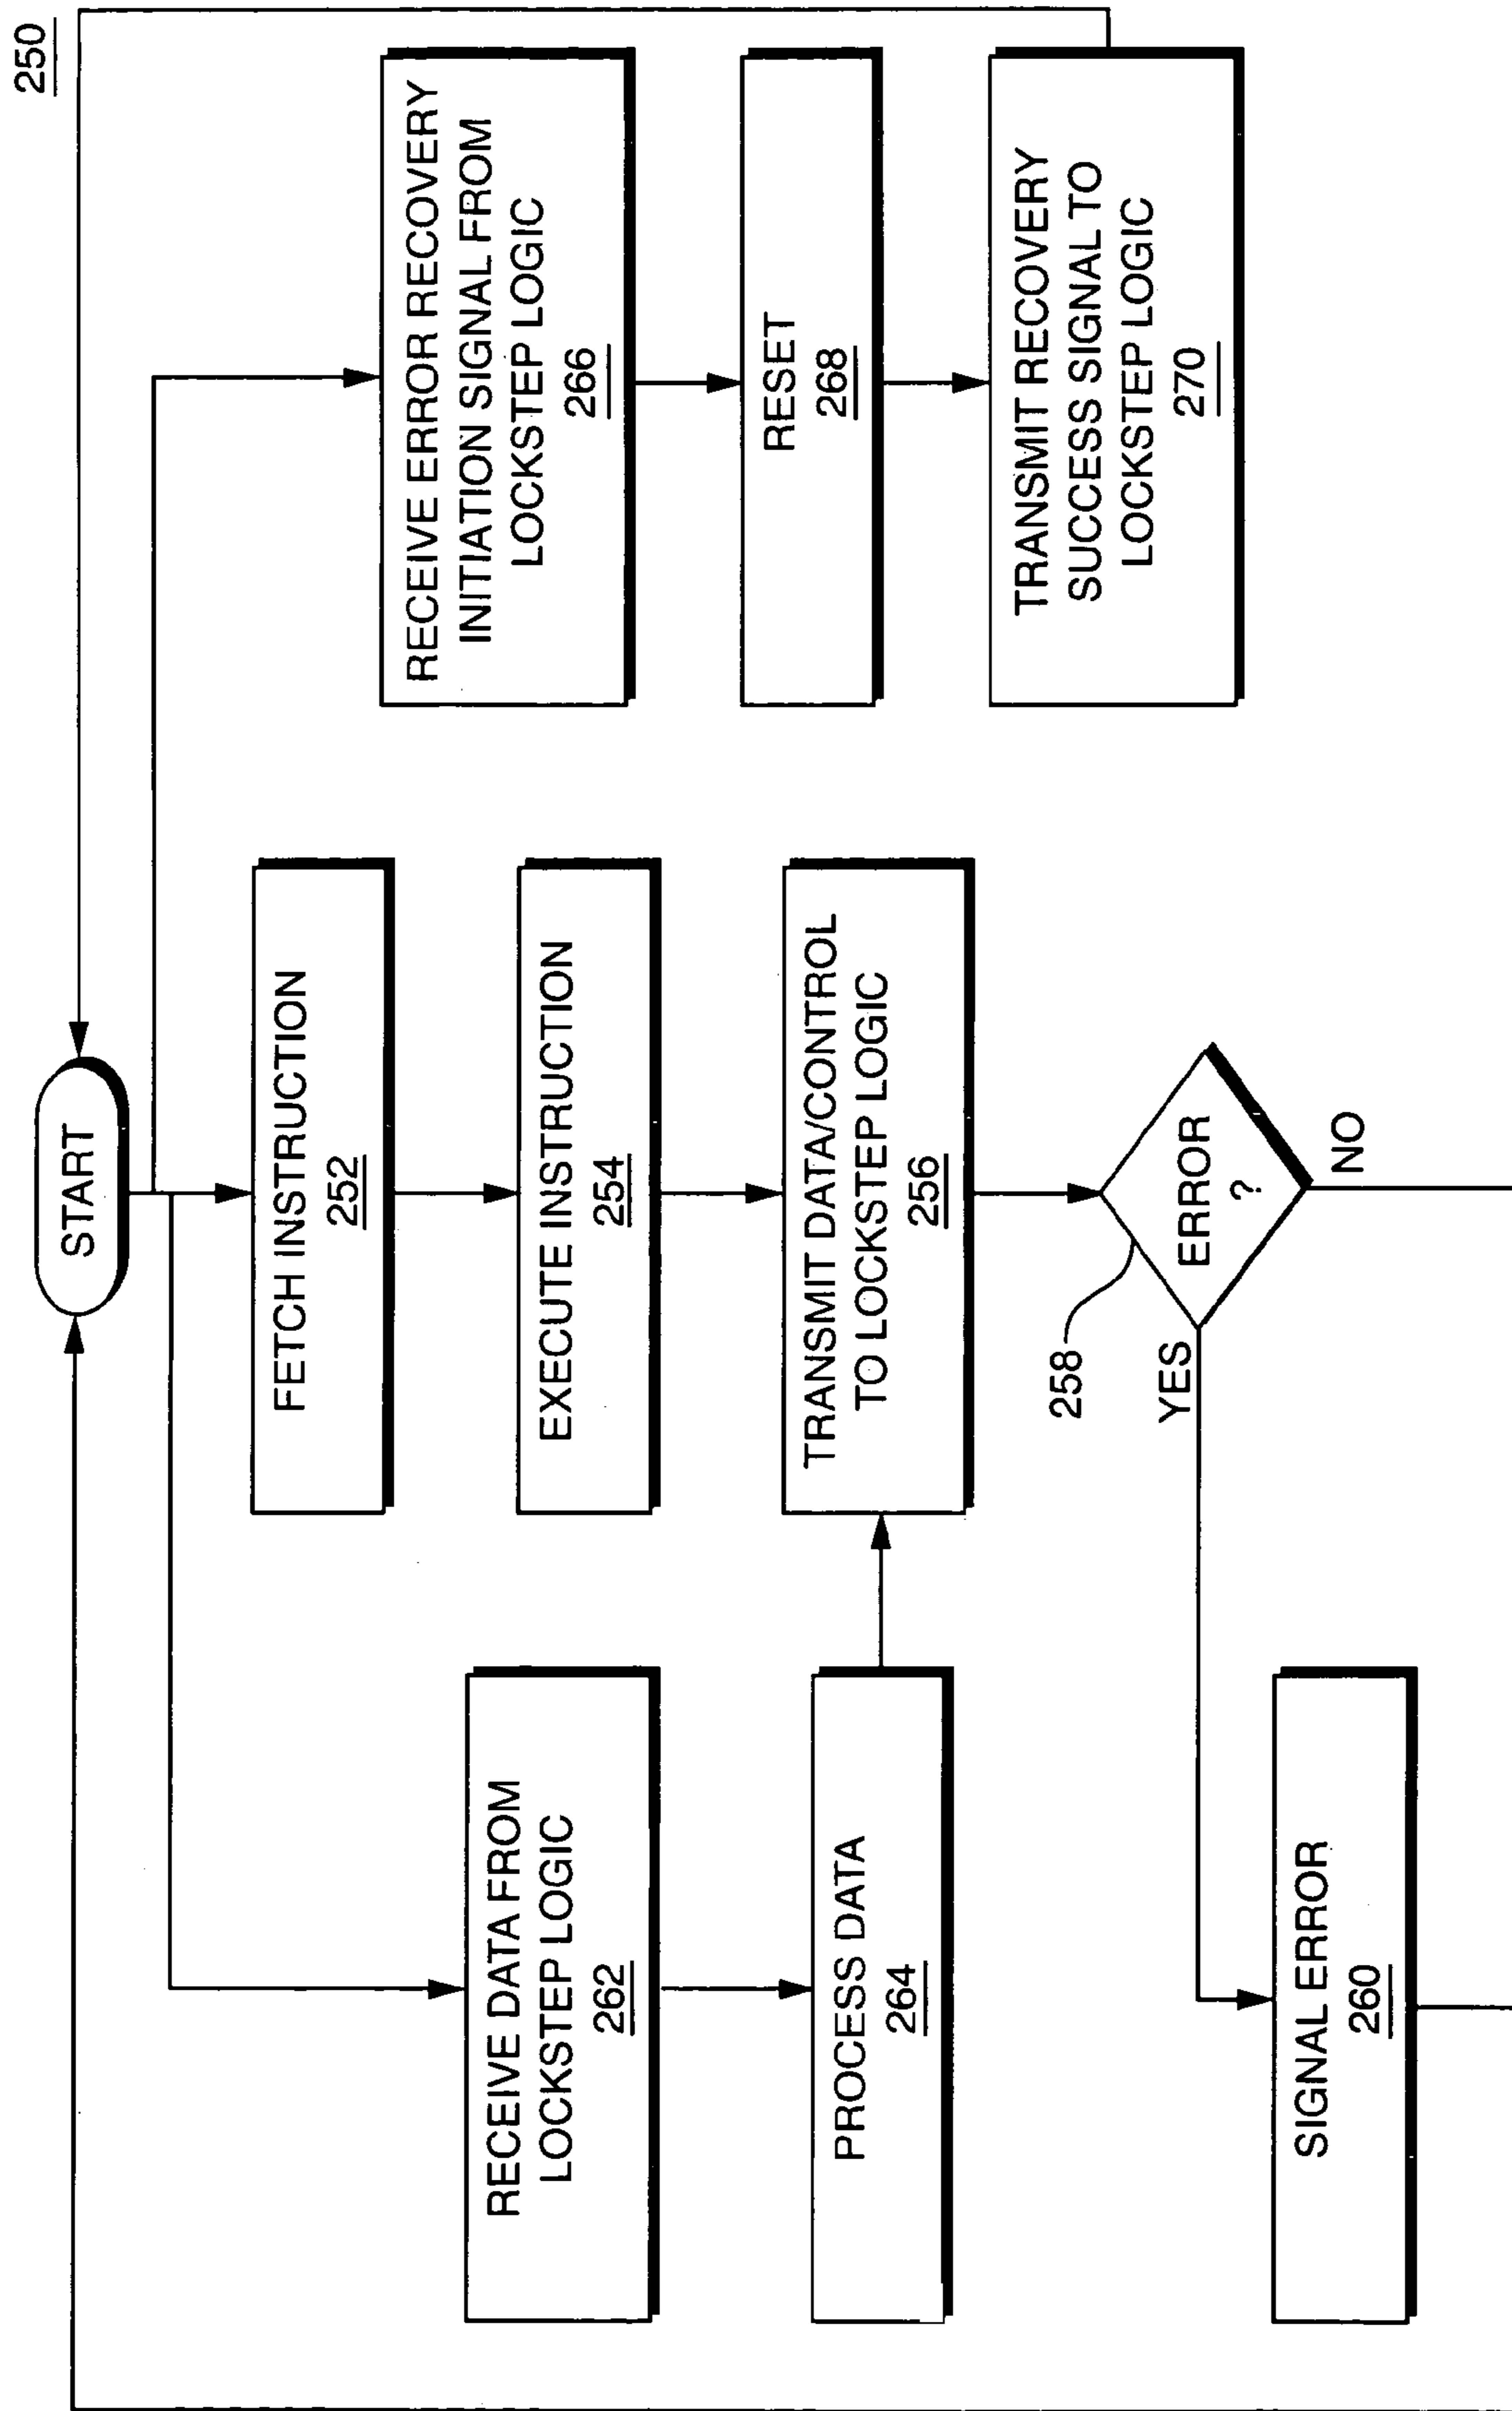 250
START
FETCH INSTRUCTION
252
EXECUTE INSTRUCTION
254
TRANSMIT DATA/CONTROL
TO LOCKSTEP LOGIC
256
258
ERROR
?
YES
NO
SIGNAL ERROR
260
RECEIVE DATA FROM
LOCKSTEP LOGIC
262
PROCESS DATA
264
RECEIVE ERROR RECOVERY
INITIATION SIGNAL FROM
LOCKSTEP LOGIC
266
RESET
268
TRANSMIT RECOVERY
SUCCESS SIGNAL TO
LOCKSTEP LOGIC
270